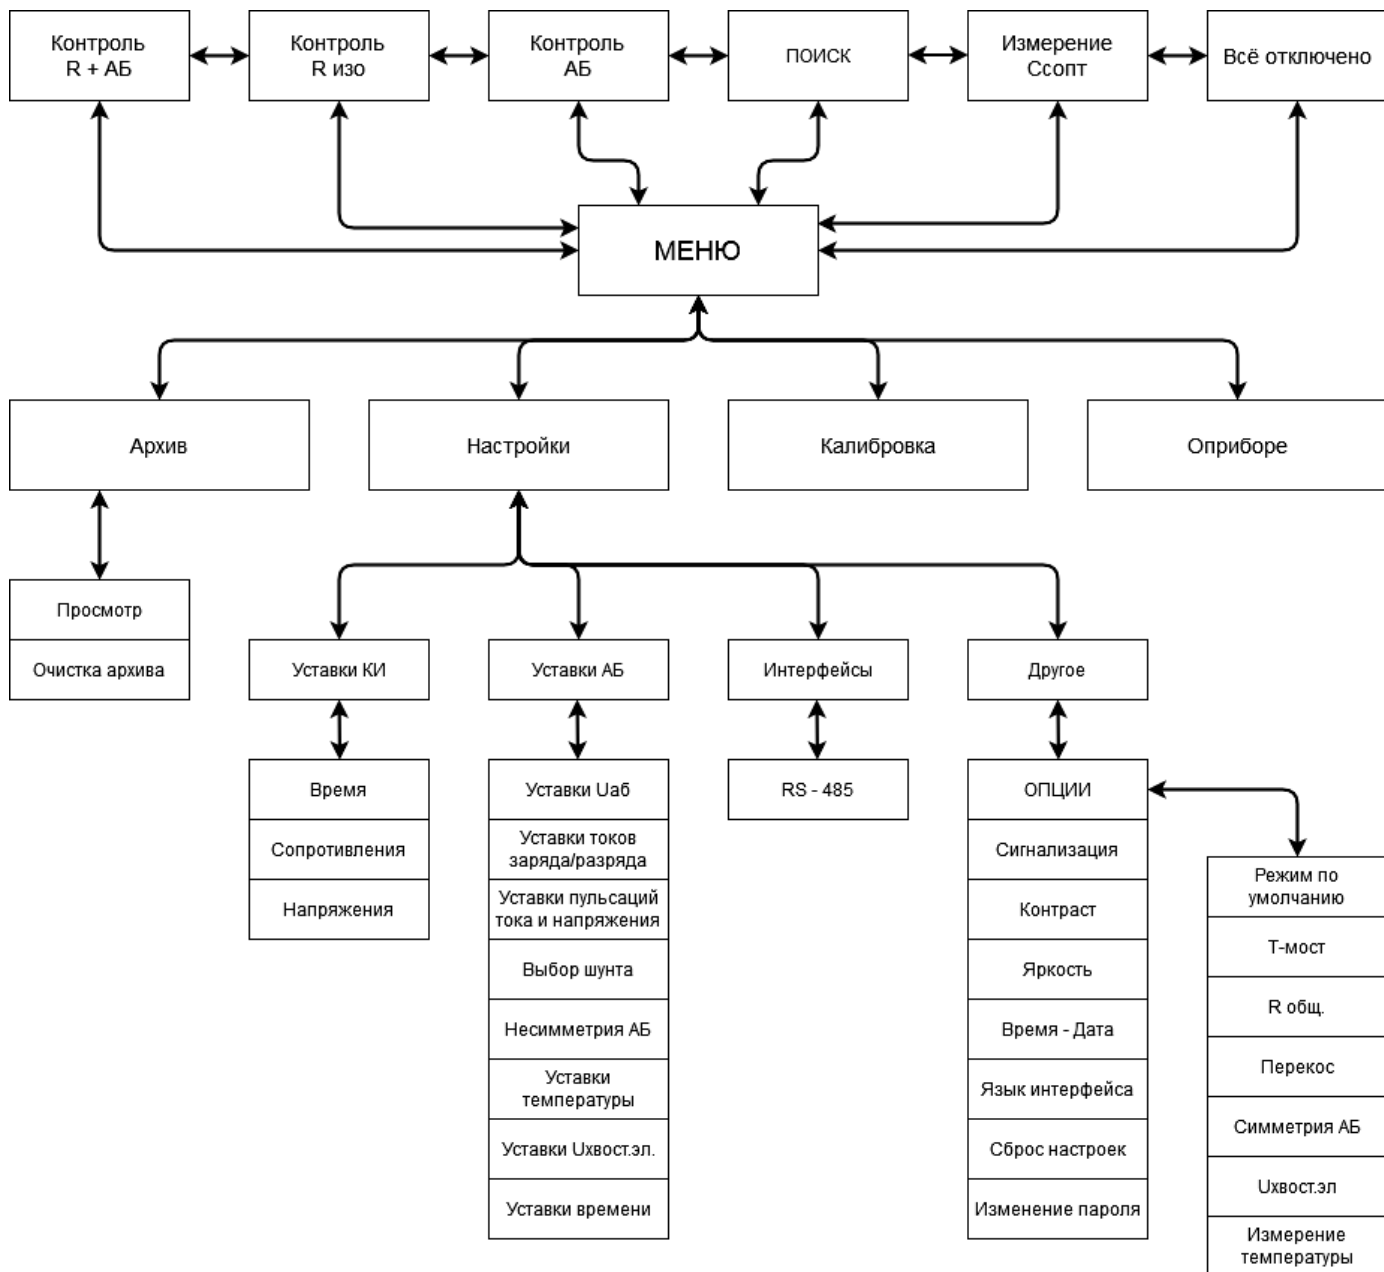 Контроль
R + АБ
Контроль
R изо
Контроль
АБ
ПОИСК
Измерение
Ссопт
Всё отключено
МЕНЮ
Архив
Настройки
Калибровка
Оприборе
Просмотр
Очистка архива
Уставки КИ
Уставки АБ
Интерфейсы
Другое
Время
Сопротивления
Напряжения
Уставки Uаб
Уставки токов
заряда/разряда
Уставки пульсаций
тока и напряжения
Выбор шунта
Несимметрия АБ
Уставки
температуры
Уставки Uхвост.эл.
Уставки времени
RS - 485
ОПЦИИ
Сигнализация
Контраст
Яркость
Время - Дата
Язык интерфейса
Сброс настроек
Изменение пароля
Режим по
умолчанию
Т-мост
R общ.
Перекос
Симметрия АБ
Uхвост.эл
Измерение
температуры